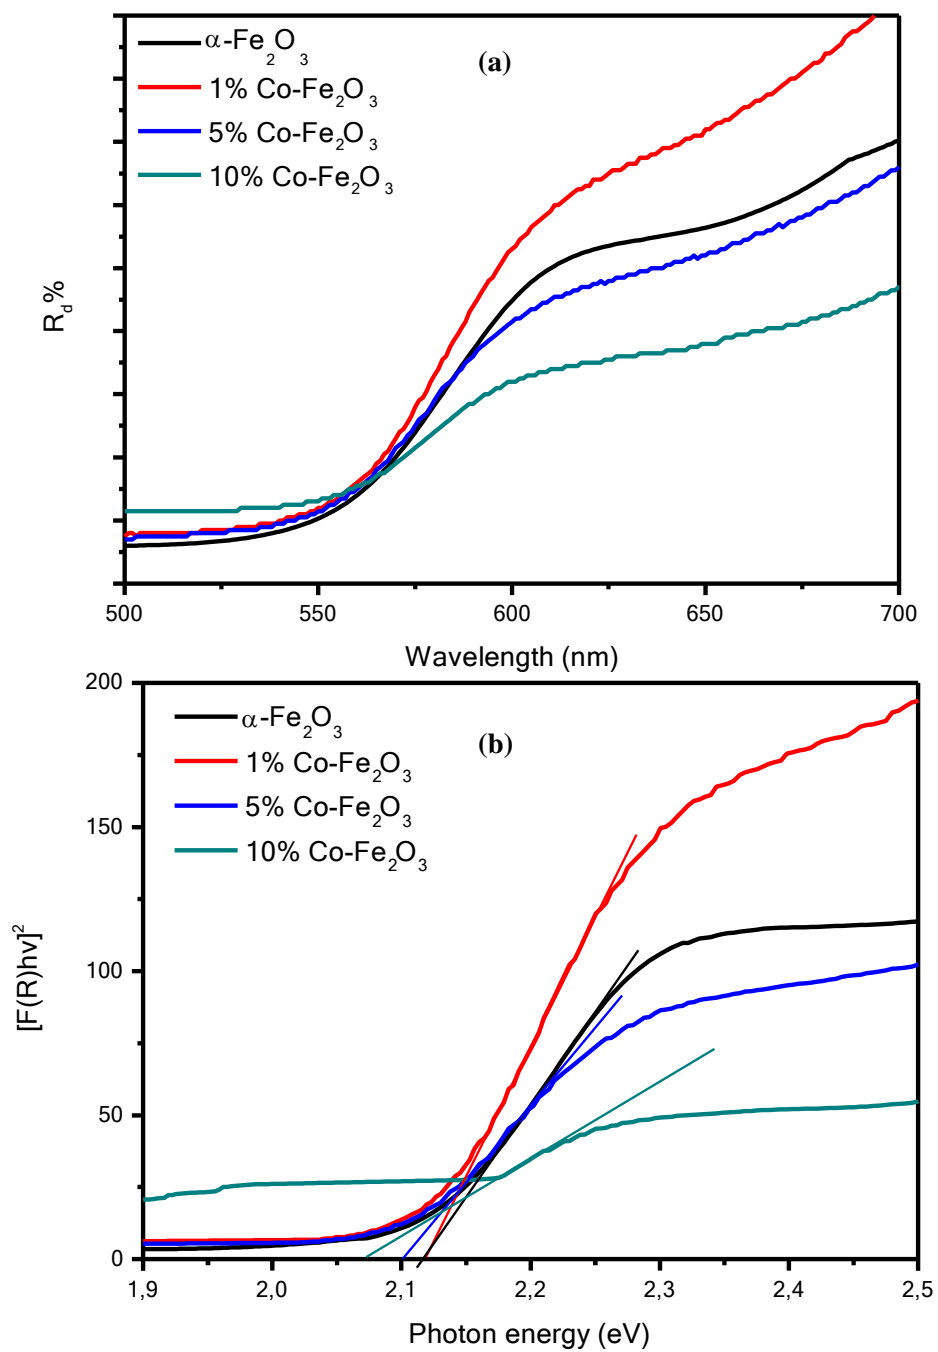 α-Fe₂O₃
(a)
1% Co-Fe₂O₃
5% Co-Fe₂O₃
10% Co-Fe₂O₃
R_d%
500 550 600 650 700
Wavelength (nm)
200
α-Fe₂O₃
(b)
1% Co-Fe₂O₃
5% Co-Fe₂O₃
150
10% Co-Fe₂O₃
100
[F(R)hv]²
50
0
1,9 2,0 2,1 2,2 2,3 2,4 2,5
Photon energy (eV)